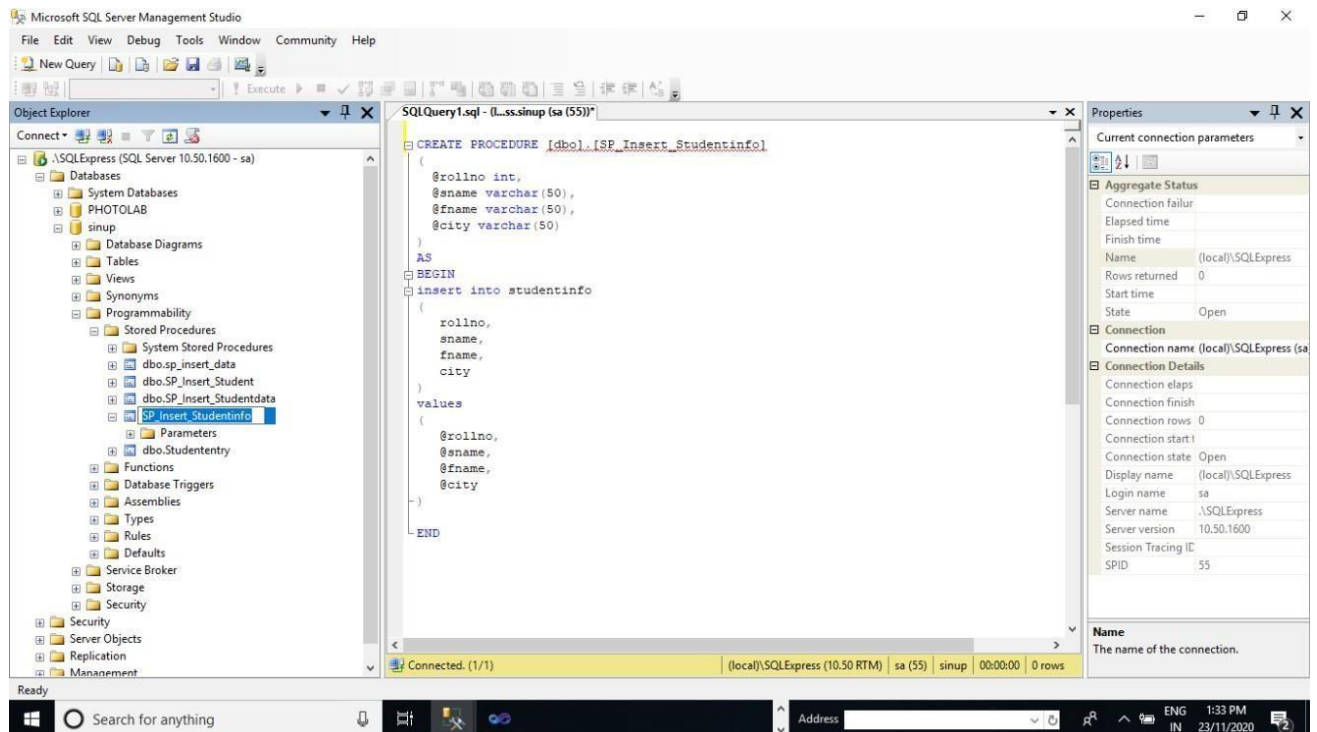 Microsoft SQL Server Management Studio
File Edit View Debug Tools Window Community Help
New Query
Execute
Object Explorer
Connect
.\SQLExpress (SQL Server 10.50.1600 - sa)
Databases
System Databases
PHOTOLAB
sinup
Database Diagrams
Tables
Views
Synonyms
Programmability
Stored Procedures
System Stored Procedures
dbo.sp_insert_data
dbo.SP_Insert_Student
dbo.SP_Insert_Studentdata
SP_Insert_Studentinfo
Parameters
dbo.Studententry
Functions
Database Triggers
Assemblies
Types
Rules
Defaults
Service Broker
Storage
Security
Security
Server Objects
Replication
Management
SQLQuery1.sql - (l...ss.sinup (sa (55))*
CREATE PROCEDURE [dbo].[SP_Insert_Studentinfo]
(
@rollno int,
@sname varchar(50),
@fname varchar(50),
@city varchar(50)
)
AS
BEGIN
insert into studentinfo
(
rollno,
sname,
fname,
city
)
values
(
@rollno,
@sname,
@fname,
@city
)
END
Connected. (1/1) (local)\SQLExpress (10.50 RTM) sa (55) sinup 00:00:00 0 rows
Properties
Current connection parameters
Aggregate Status
Connection failur
Elapsed time
Finish time
Name (local)\SQLExpress
Rows returned 0
Start time
State Open
Connection
Connection name (local)\SQLExpress (sa
Connection Details
Connection elaps
Connection finish
Connection rows 0
Connection start t
Connection state Open
Display name (local)\SQLExpress
Login name sa
Server name .\SQLExpress
Server version 10.50.1600
Session Tracing ID
SPID 55
Name
The name of the connection.
Ready
Search for anything
Address
ENG
IN
1:33 PM
23/11/2020
2